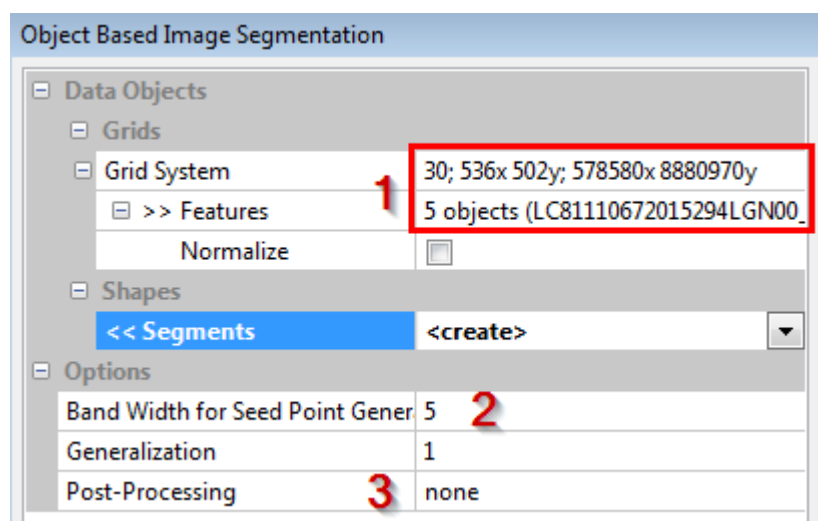 Object Based Image Segmentation
Data Objects
Grids
Grid System 30; 536x 502y; 578580x 8880970y
1
>> Features 5 objects (LC81110672015294LGN00_
Normalize
Shapes
<< Segments <create>
Options
Band Width for Seed Point Gener 5 2
Generalization 1
Post-Processing 3 none